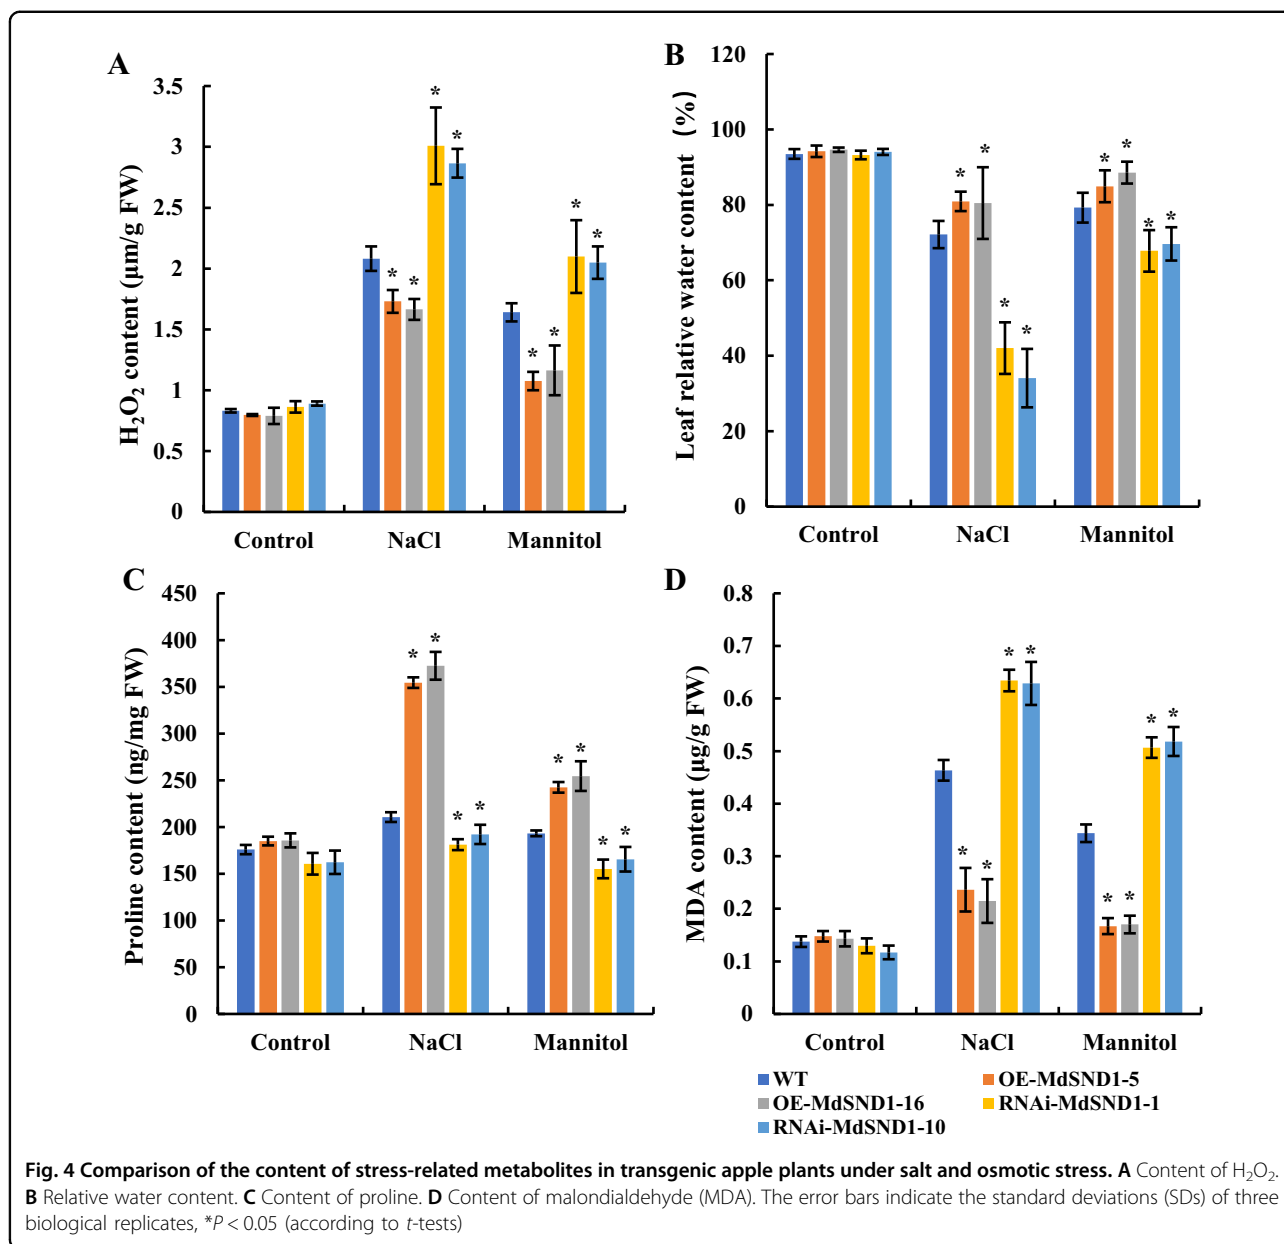 A
H₂O₂ content (µm/g FW)
3.5
3
2.5
2
1.5
1
0.5
0
* * * *
* * * *
Control NaCl Mannitol
B
Leaf relative water content (%)
120
100
80
60
40
20
0
* * * *
* * * *
Control NaCl Mannitol
C
Proline content (ng/mg FW)
450
400
350
300
250
200
150
100
50
0
* * * *
* * * *
Control NaCl Mannitol
D
MDA content (µg/g FW)
0.8
0.7
0.6
0.5
0.4
0.3
0.2
0.1
0
* * * *
* * * *
Control NaCl Mannitol
WT OE-MdSND1-5
OE-MdSND1-16 RNAi-MdSND1-1
RNAi-MdSND1-10
Fig. 4 Comparison of the content of stress-related metabolites in transgenic apple plants under salt and osmotic stress. A Content of H₂O₂.
B Relative water content. C Content of proline. D Content of malondialdehyde (MDA). The error bars indicate the standard deviations (SDs) of three
biological replicates, *P < 0.05 (according to t-tests)